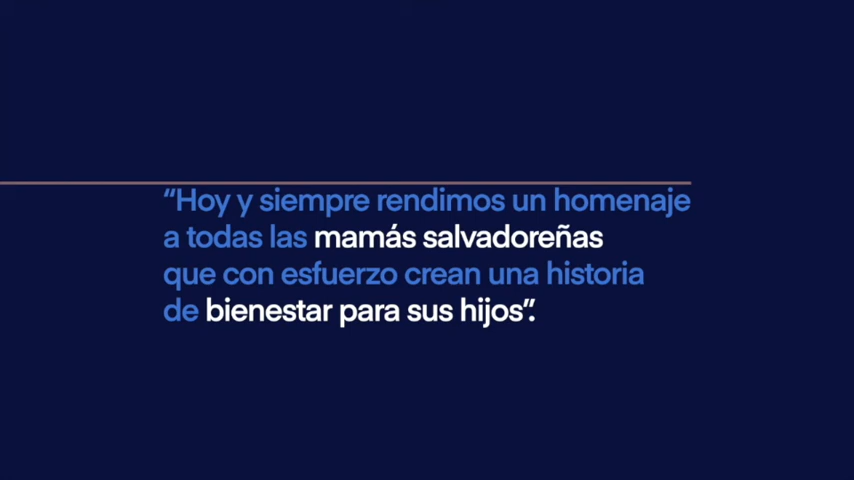 “Hoy y siempre rendimos un homenaje
a todas las mamás salvadoreñas
que con esfuerzo crean una historia
de bienestar para sus hijos”.